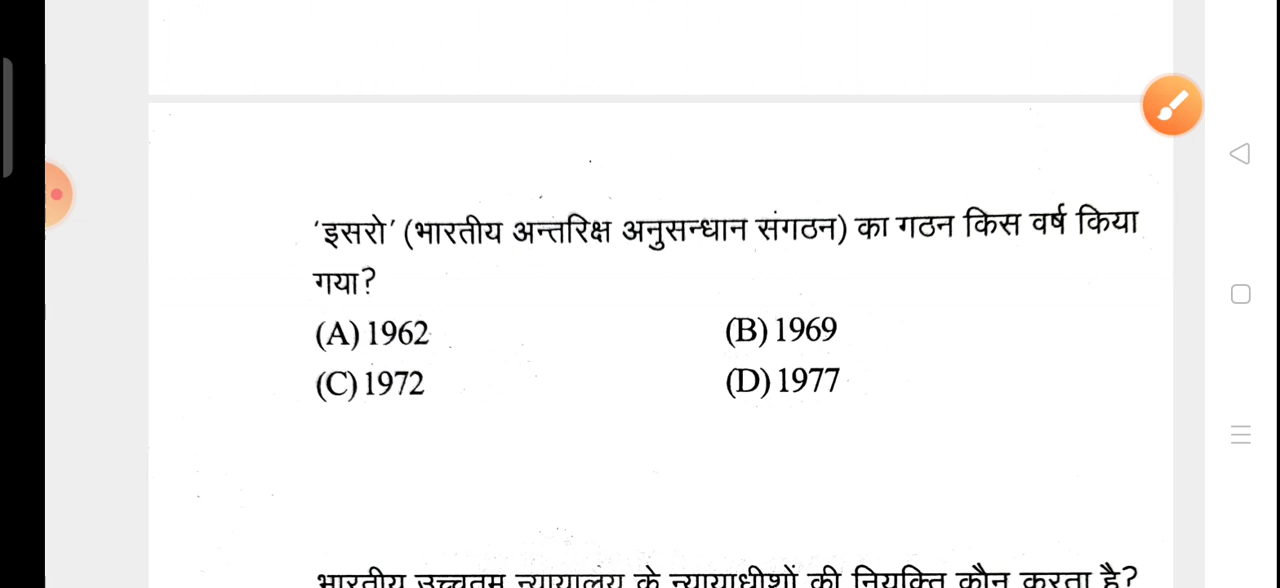 'इसरो' (भारतीय अन्तरिक्ष अनुसन्धान संगठन) का गठन किस वर्ष किया
गया?
(A) 1962 (B) 1969
(C) 1972 (D) 1977
भारतीय उच्चतम न्यायालय के न्यायाधीशों की नियुक्ति कौन करता है?